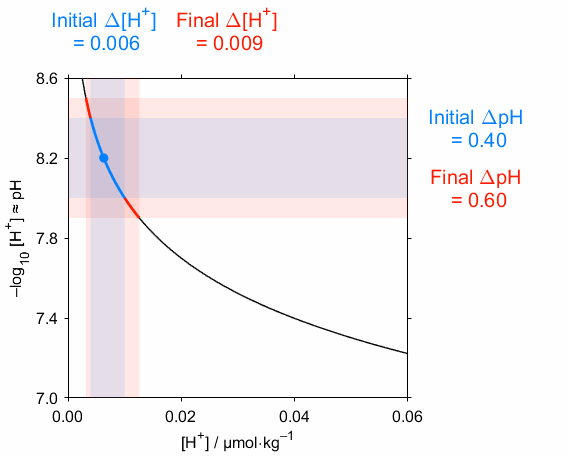 Initial Δ[H⁺] Final Δ[H⁺]
= 0.006 = 0.009
8.6
8.2
7.8
7.4
7.0
−log₁₀ [H⁺] ≈ pH
Initial ΔpH
= 0.40
Final ΔpH
= 0.60
0.00 0.02 0.04 0.06
[H⁺] / µmol·kg⁻¹